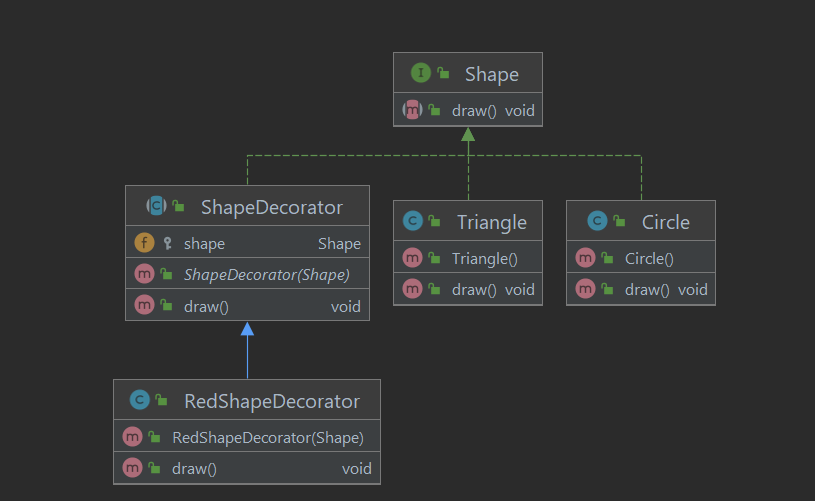 I Shape
m draw() void
C ShapeDecorator
f shape Shape
m ShapeDecorator(Shape)
m draw() void
C Triangle
m Triangle()
m draw() void
C Circle
m Circle()
m draw() void
C RedShapeDecorator
m RedShapeDecorator(Shape)
m draw() void